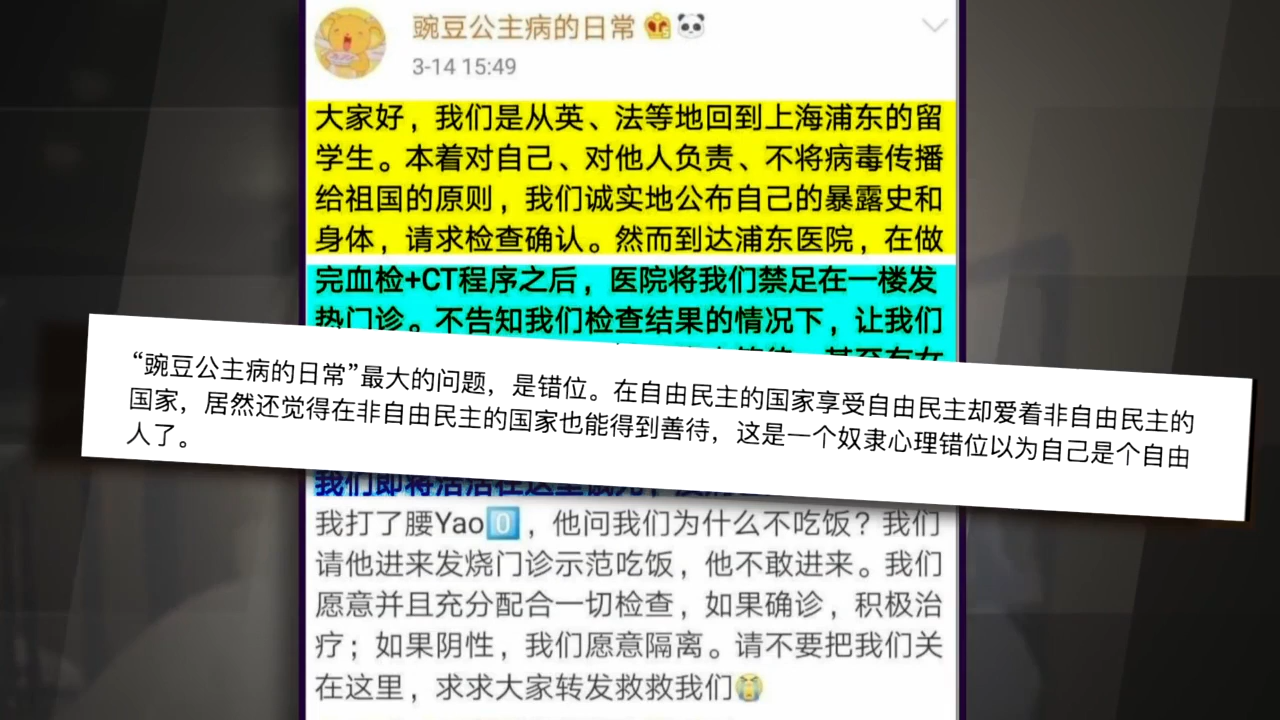 豌豆公主病的日常
3-14 15:49
大家好，我们是从英、法等地回到上海浦东的留
学生。本着对自己、对他人负责、不将病毒传播
给祖国的原则，我们诚实地公布自己的暴露史和
身体，请求检查确认。然而到达浦东医院，在做
完血检+CT程序之后，医院将我们禁足在一楼发
热门诊。不告知我们检查结果的情况下，让我们
甚至有女
“豌豆公主病的日常”最大的问题，是错位。在自由民主的国家享受自由民主却爱着非自由民主的
国家，居然还觉得在非自由民主的国家也能得到善待，这是一个奴隶心理错位以为自己是个自由
人了。
我们即将活活在这里饿死
我打了腰Yao0️⃣，他问我们为什么不吃饭？我们
请他进来发烧门诊示范吃饭，他不敢进来。我们
愿意并且充分配合一切检查，如果确诊，积极治
疗；如果阴性，我们愿意隔离。请不要把我们关
在这里，求求大家转发救救我们😭